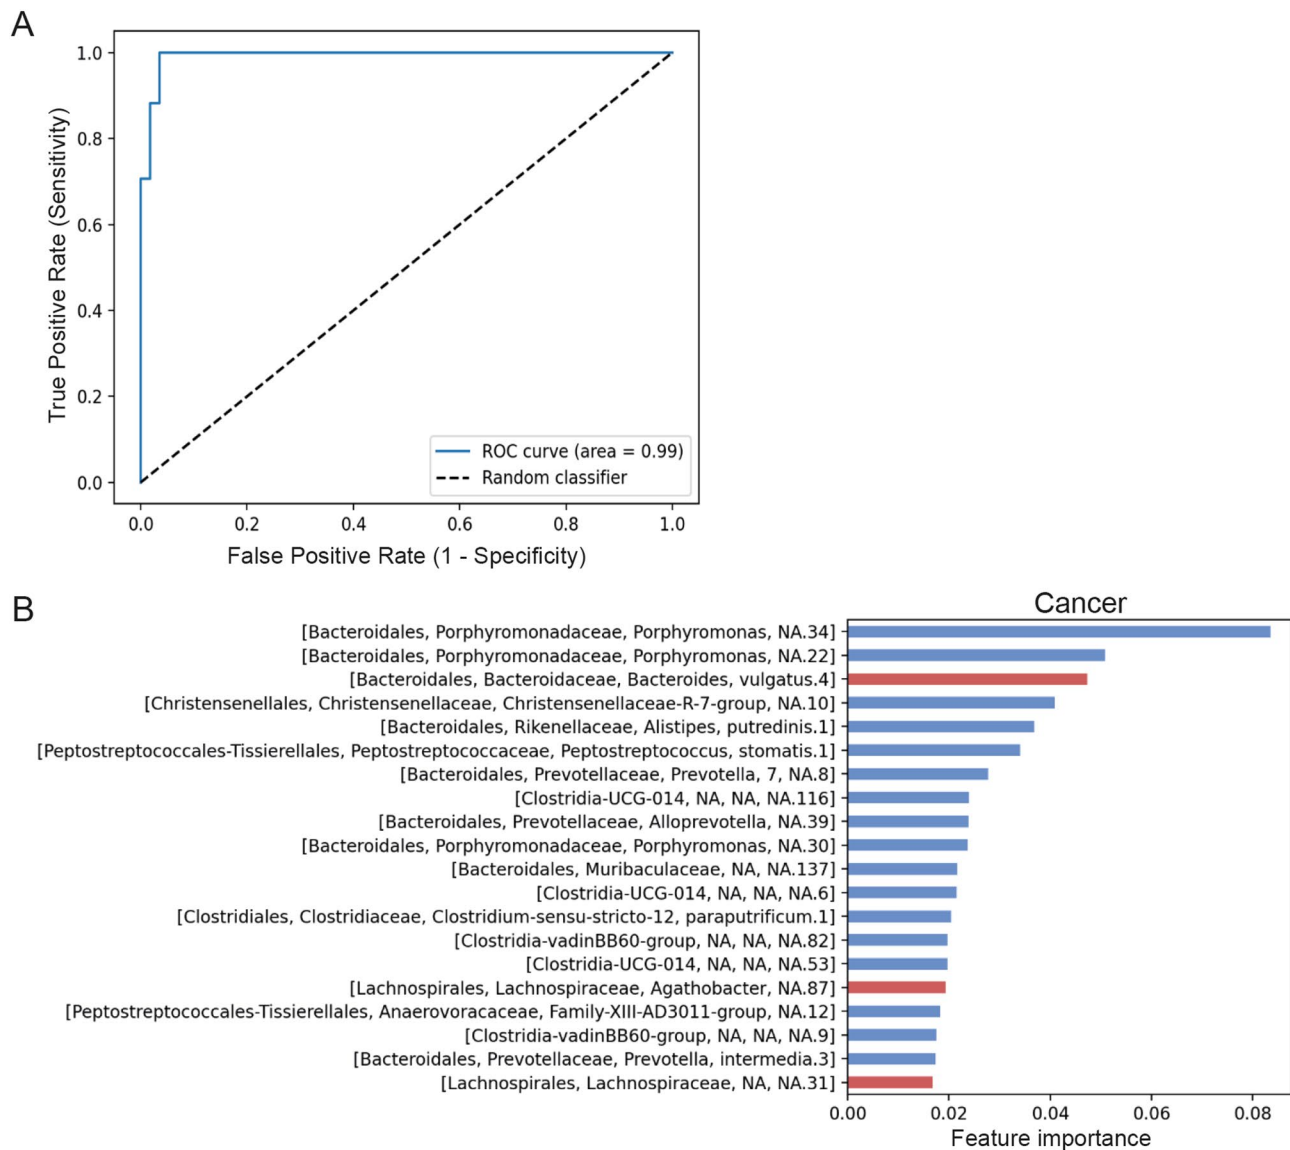 A
1.0
0.8
0.6
0.4
0.2
0.0
True Positive Rate (Sensitivity)
ROC curve (area = 0.99)
Random classifier
0.0 0.2 0.4 0.6 0.8 1.0
False Positive Rate (1 - Specificity)
B
Cancer
[Bacteroidales, Porphyromonadaceae, Porphyromonas, NA.34]
[Bacteroidales, Porphyromonadaceae, Porphyromonas, NA.22]
[Bacteroidales, Bacteroidaceae, Bacteroides, vulgatus.4]
[Christensenellales, Christensenellaceae, Christensenellaceae-R-7-group, NA.10]
[Bacteroidales, Rikenellaceae, Alistipes, putredinis.1]
[Peptostreptococcales-Tissierellales, Peptostreptococcaceae, Peptostreptococcus, stomatis.1]
[Bacteroidales, Prevotellaceae, Prevotella, 7, NA.8]
[Clostridia-UCG-014, NA, NA, NA.116]
[Bacteroidales, Prevotellaceae, Alloprevotella, NA.39]
[Bacteroidales, Porphyromonadaceae, Porphyromonas, NA.30]
[Bacteroidales, Muribaculaceae, NA, NA.137]
[Clostridia-UCG-014, NA, NA, NA.6]
[Clostridiales, Clostridiaceae, Clostridium-sensu-stricto-12, paraputrificum.1]
[Clostridia-vadinBB60-group, NA, NA, NA.82]
[Clostridia-UCG-014, NA, NA, NA.53]
[Lachnospirales, Lachnospiraceae, Agathobacter, NA.87]
[Peptostreptococcales-Tissierellales, Anaerovoracaceae, Family-XIII-AD3011-group, NA.12]
[Clostridia-vadinBB60-group, NA, NA, NA.9]
[Bacteroidales, Prevotellaceae, Prevotella, intermedia.3]
[Lachnospirales, Lachnospiraceae, NA, NA.31]
0.00 0.02 0.04 0.06 0.08
Feature importance